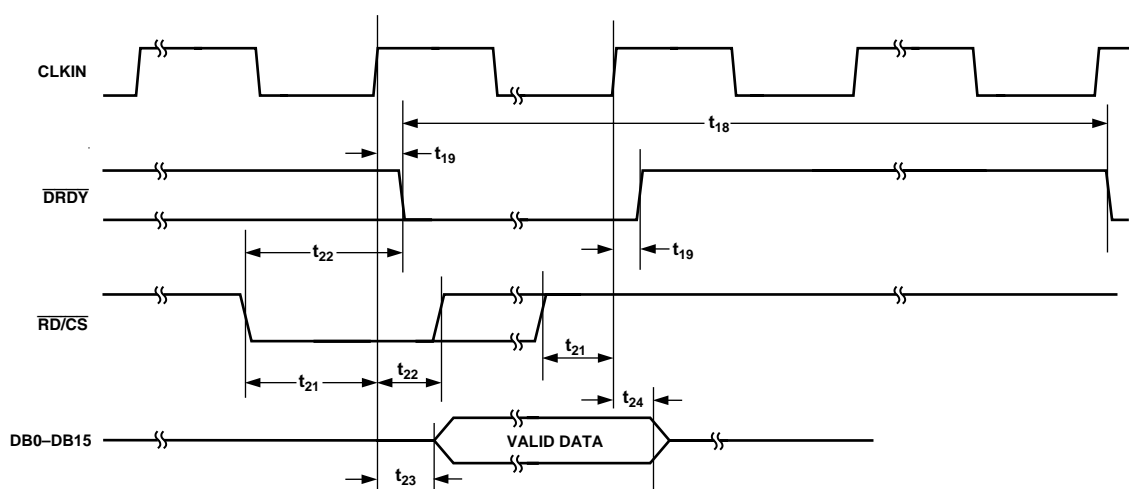 CLKIN
t18
t19
DRDY
t22
t19
RD/CS
t21
t21
t22
t24
DB0–DB15
VALID DATA
t23